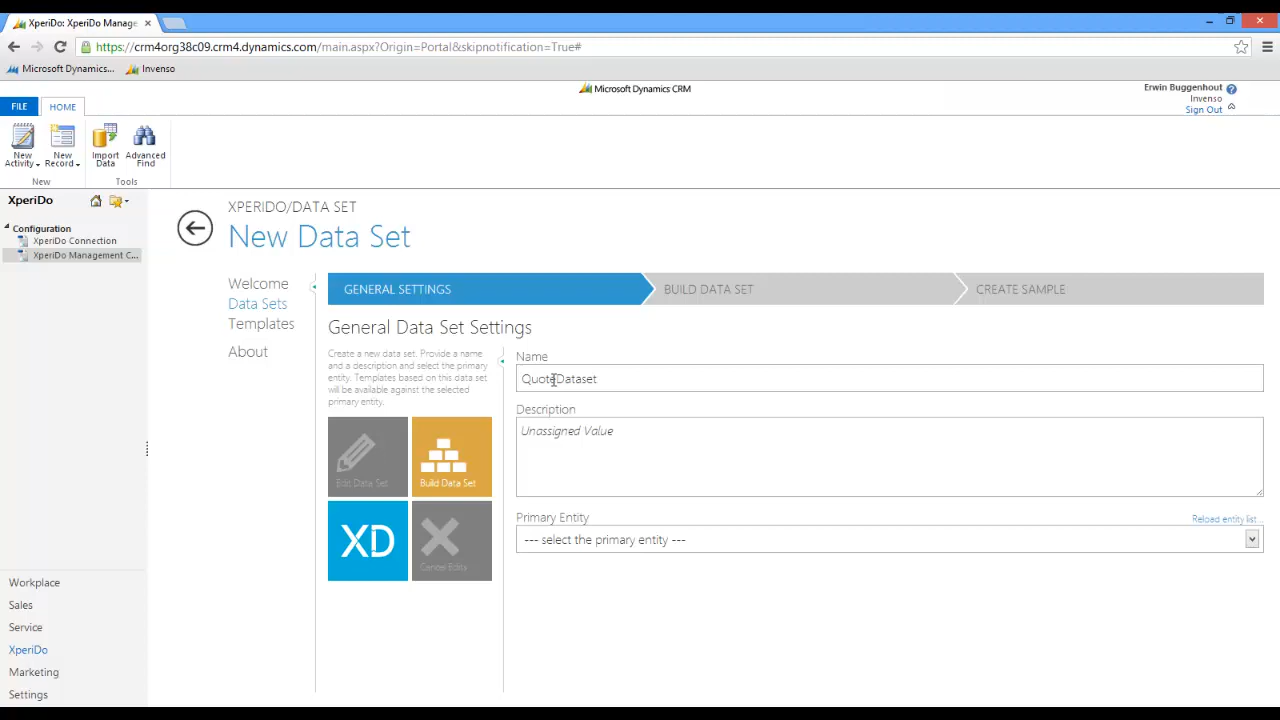 XperiDo: XperiDo Manage
https://crm4org38c09.crm4.dynamics.com/main.aspx?Origin=Portal&skipnotification=True#
Microsoft Dynamics... Invenso
Microsoft Dynamics CRM
Erwin Buggenhout
Invenso
Sign Out
FILE HOME
New Activity
New Record
Import Data
Advanced Find
New Tools
XperiDo
Configuration
XperiDo Connection
XperiDo Management C...
Workplace
Sales
Service
XperiDo
Marketing
Settings
XPERIDO/DATA SET
New Data Set
Welcome
Data Sets
Templates
About
GENERAL SETTINGS BUILD DATA SET CREATE SAMPLE
General Data Set Settings
Create a new data set. Provide a name
and a description and select the primary
entity. Templates based on this data set
will be available against the selected
primary entity.
Edit Data Set Build Data Set
XD Cancel Edits
Name
QuoteDataset
Description
Unassigned Value
Primary Entity Reload entity list...
--- select the primary entity ---